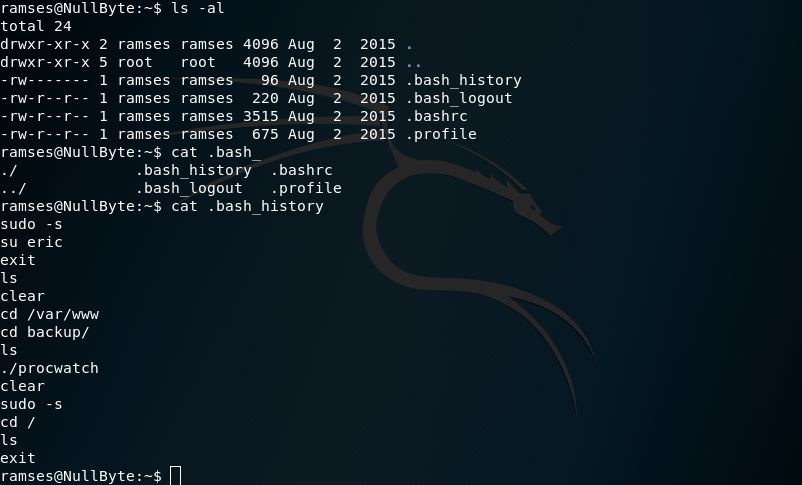 ramses@NullByte:~$ ls -al
total 24
drwxr-xr-x 2 ramses ramses 4096 Aug  2  2015 .
drwxr-xr-x 5 root   root   4096 Aug  2  2015 ..
-rw------- 1 ramses ramses   96 Aug  2  2015 .bash_history
-rw-r--r-- 1 ramses ramses  220 Aug  2  2015 .bash_logout
-rw-r--r-- 1 ramses ramses 3515 Aug  2  2015 .bashrc
-rw-r--r-- 1 ramses ramses  675 Aug  2  2015 .profile
ramses@NullByte:~$ cat .bash_
./             .bash_history  .bashrc
../            .bash_logout   .profile
ramses@NullByte:~$ cat .bash_history
sudo -s
su eric
exit
ls
clear
cd /var/www
cd backup/
ls
./procwatch
clear
sudo -s
cd /
ls
exit
ramses@NullByte:~$